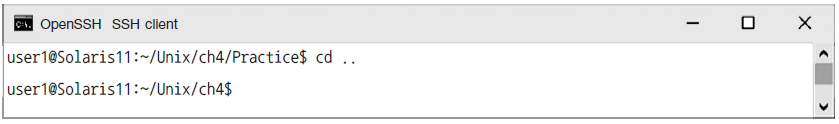 C:\. OpenSSH SSH client
user1@Solaris11:~/Unix/ch4/Practice$ cd ..
user1@Solaris11:~/Unix/ch4$